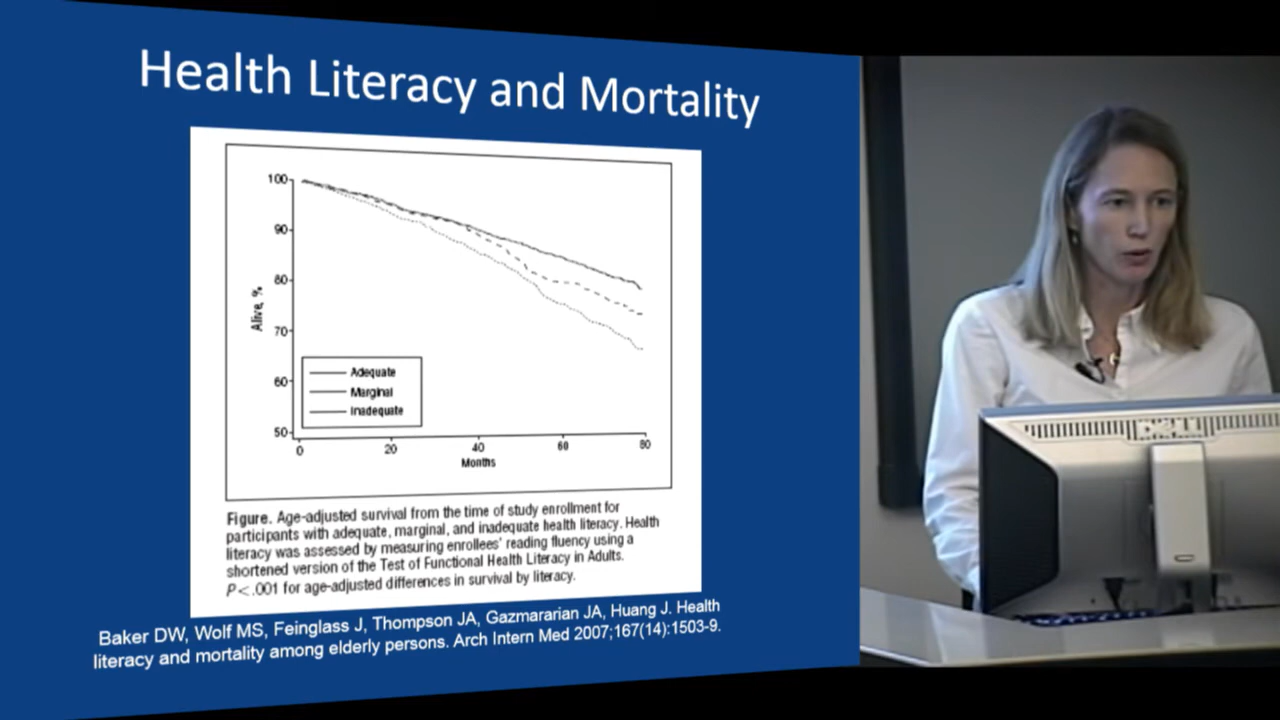 Health Literacy and Mortality
100
90
80
70
60
50
Alive, %
Adequate
Marginal
Inadequate
0 20 40 60 80
Months
Figure. Age-adjusted survival from the time of study enrollment for
participants with adequate, marginal, and inadequate health literacy. Health
literacy was assessed by measuring enrollees' reading fluency using a
shortened version of the Test of Functional Health Literacy in Adults.
P<.001 for age-adjusted differences in survival by literacy.
Baker DW, Wolf MS, Feinglass J, Thompson JA, Gazmararian JA, Huang J. Health
literacy and mortality among elderly persons. Arch Intern Med 2007;167(14):1503-9.